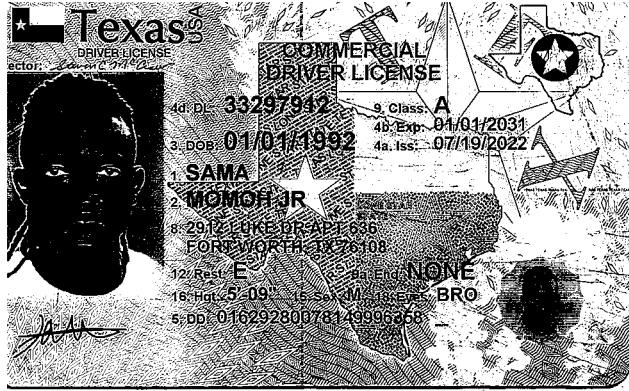 Texas USA
DRIVER LICENSE
ector:
COMMERCIAL
DRIVER LICENSE
4d. DL: 9. Class: A
4b. Exp: 01/01/2031
3. DOB: 01/01/1992 4a. Iss: 07/19/2022
1. SAMA
2. MOMOH JR
8. 2912 LUKE DR APT 636
FORT WORTH, TX 76108
12. Rest: E 9a. End: NONE
16. Hgt: 5'-09" 15. Sex: M 18. Eyes: BRO
5. DD: